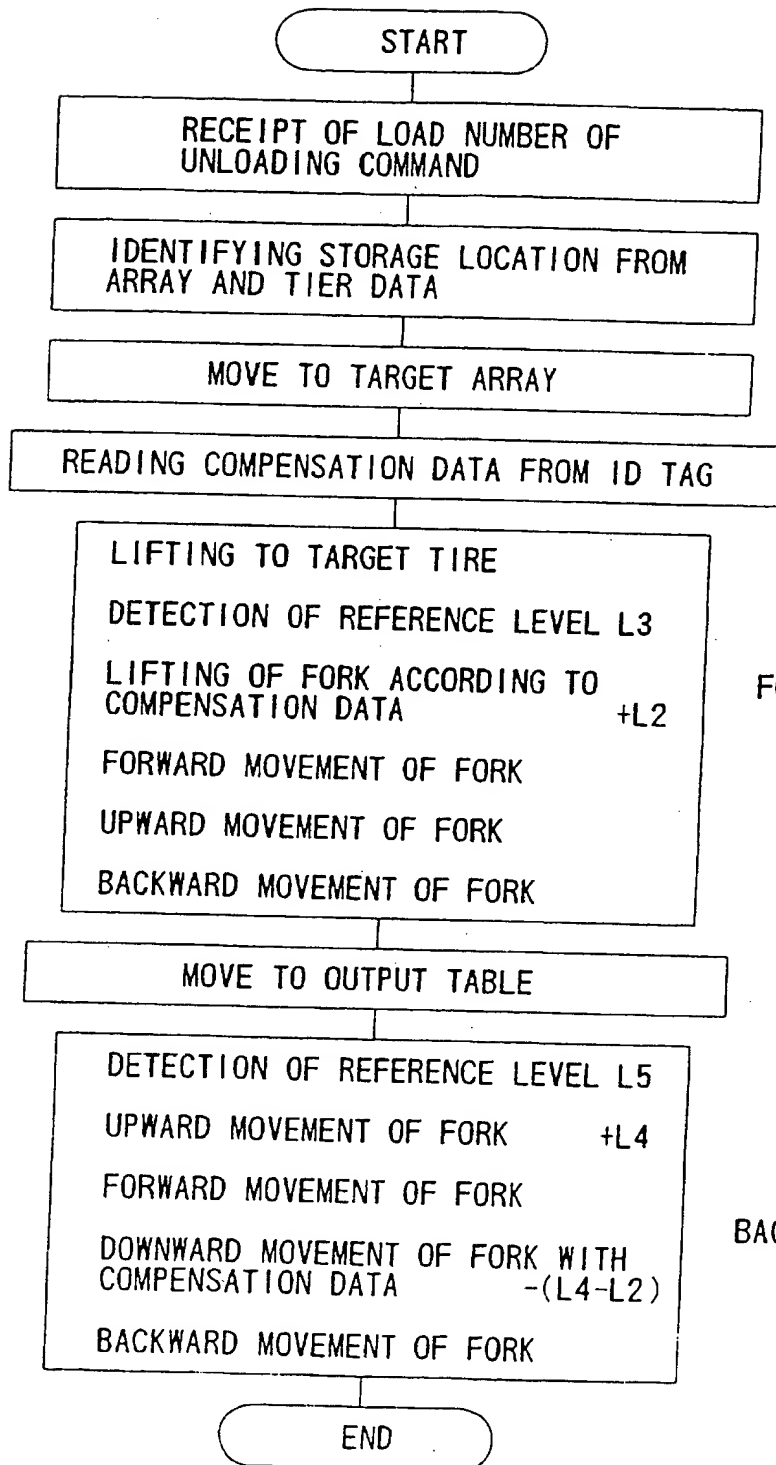 START
RECEIPT OF LOAD NUMBER OF
UNLOADING COMMAND
IDENTIFYING STORAGE LOCATION FROM
ARRAY AND TIER DATA
MOVE TO TARGET ARRAY
READING COMPENSATION DATA FROM ID TAG
LIFTING TO TARGET TIRE
DETECTION OF REFERENCE LEVEL L3
LIFTING OF FORK ACCORDING TO
COMPENSATION DATA +L2
FORWARD MOVEMENT OF FORK
UPWARD MOVEMENT OF FORK
BACKWARD MOVEMENT OF FORK
MOVE TO OUTPUT TABLE
DETECTION OF REFERENCE LEVEL L5
UPWARD MOVEMENT OF FORK +L4
FORWARD MOVEMENT OF FORK
DOWNWARD MOVEMENT OF FORK WITH
COMPENSATION DATA -(L4-L2)
BACKWARD MOVEMENT OF FORK
END